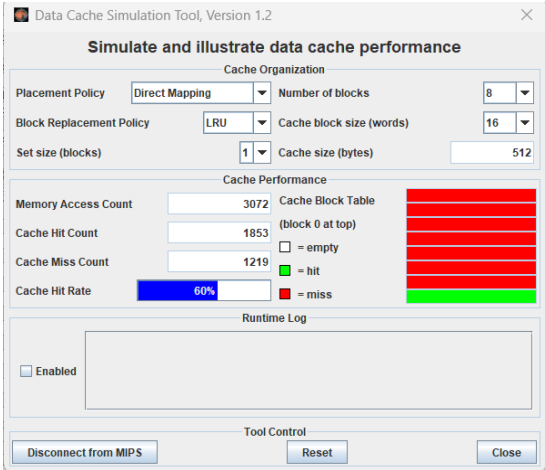 Data Cache Simulation Tool, Version 1.2
Simulate and illustrate data cache performance
Cache Organization
Placement Policy Direct Mapping Number of blocks 8
Block Replacement Policy LRU Cache block size (words) 16
Set size (blocks) 1 Cache size (bytes) 512
Cache Performance
Memory Access Count 3072 Cache Block Table
(block 0 at top)
Cache Hit Count 1853
= empty
Cache Miss Count 1219
= hit
Cache Hit Rate 60% = miss
Runtime Log
Enabled
Tool Control
Disconnect from MIPS Reset Close